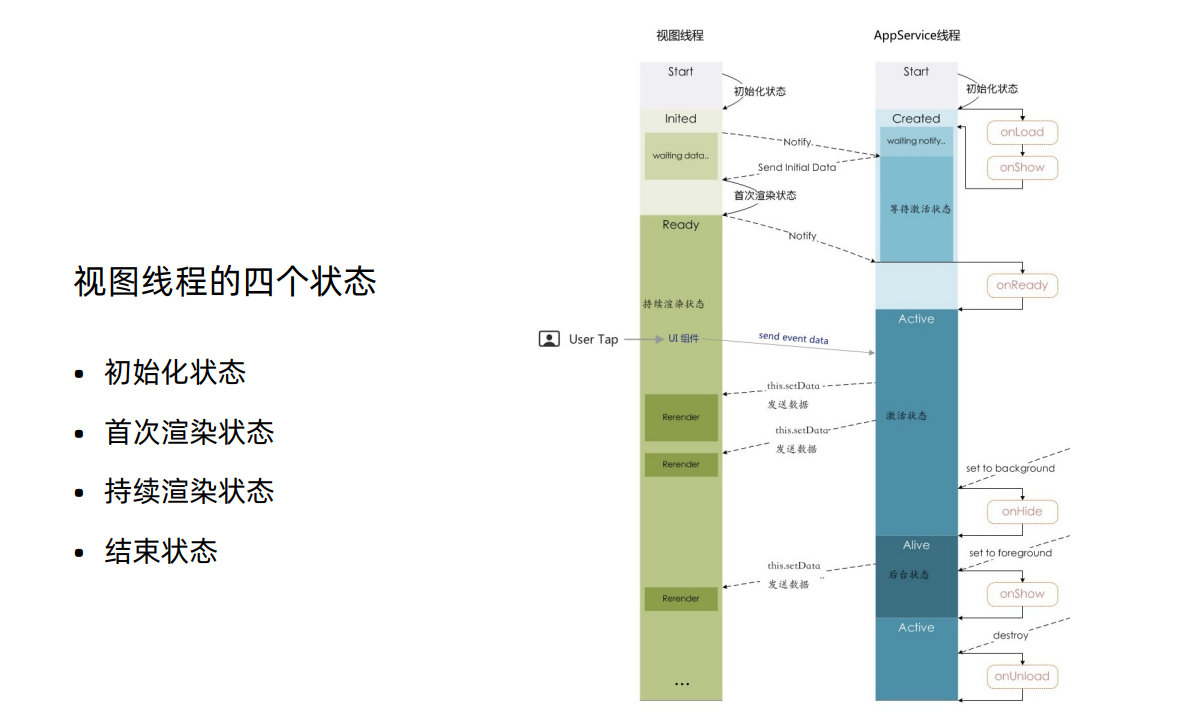 视图线程的四个状态
• 初始化状态
• 首次渲染状态
• 持续渲染状态
• 结束状态
视图线程
AppService线程
Start
Start
初始化状态
初始化状态
Inited
Created
waiting data..
waiting notify..
onLoad
onShow
Notify
Send Initial Data
首次渲染状态
等待激活状态
Ready
Notify
onReady
持续渲染状态
Active
User Tap
UI 组件
send event data
this.setData
发送数据
激活状态
Rerender
this.setData
发送数据
Rerender
set to background
onHide
Alive
后台状态
set to foreground
this.setData
发送数据
onShow
Rerender
Active
destroy
onUnload
...